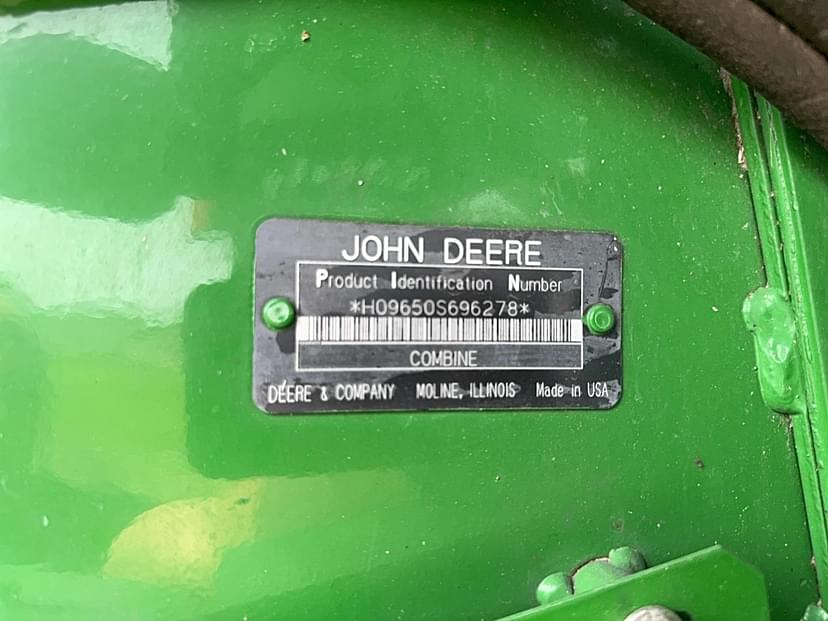 JOHN DEERE
Product Identification Number
*H09650S696278*
COMBINE
DEERE & COMPANY MOLINE, ILLINOIS Made in USA